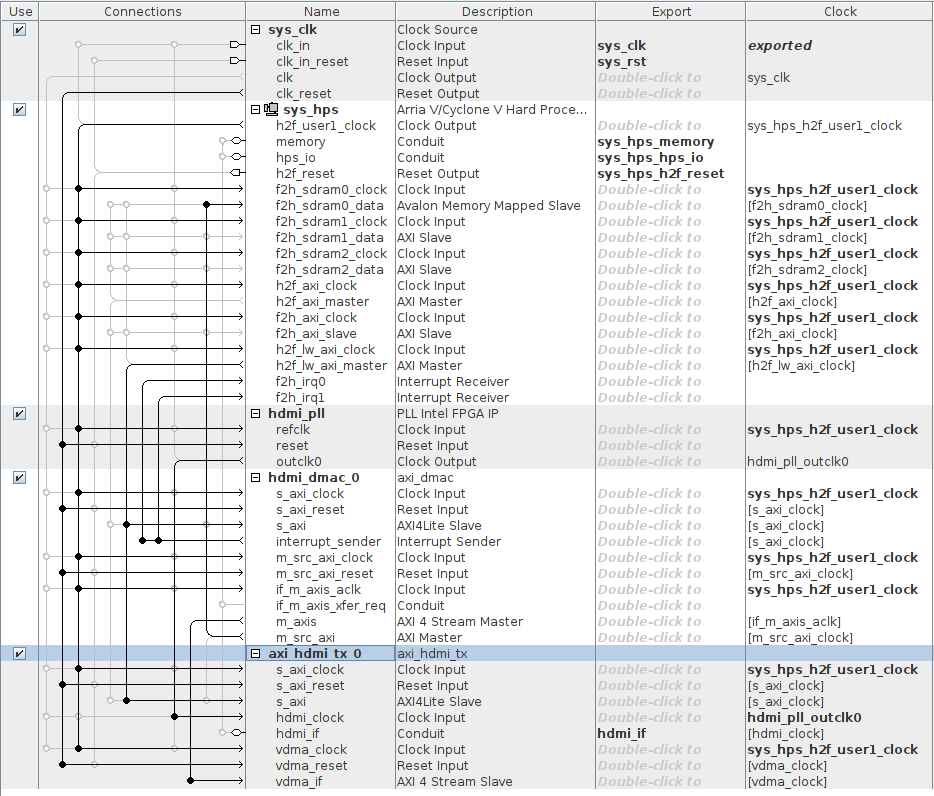 Use Connections Name Description Export Clock
sys_clk Clock Source
clk_in Clock Input sys_clk exported
clk_in_reset Reset Input sys_rst
clk Clock Output Double-click to sys_clk
clk_reset Reset Output Double-click to
sys_hps Arria V/Cyclone V Hard Proce...
h2f_user1_clock Clock Output Double-click to sys_hps_h2f_user1_clock
memory Conduit sys_hps_memory
hps_io Conduit sys_hps_hps_io
h2f_reset Reset Output sys_hps_h2f_reset
f2h_sdram0_clock Clock Input Double-click to sys_hps_h2f_user1_clock
f2h_sdram0_data Avalon Memory Mapped Slave Double-click to [f2h_sdram0_clock]
f2h_sdram1_clock Clock Input Double-click to sys_hps_h2f_user1_clock
f2h_sdram1_data AXI Slave Double-click to [f2h_sdram1_clock]
f2h_sdram2_clock Clock Input Double-click to sys_hps_h2f_user1_clock
f2h_sdram2_data AXI Slave Double-click to [f2h_sdram2_clock]
h2f_axi_clock Clock Input Double-click to sys_hps_h2f_user1_clock
h2f_axi_master AXI Master Double-click to [h2f_axi_clock]
f2h_axi_clock Clock Input Double-click to sys_hps_h2f_user1_clock
f2h_axi_slave AXI Slave Double-click to [f2h_axi_clock]
h2f_lw_axi_clock Clock Input Double-click to sys_hps_h2f_user1_clock
h2f_lw_axi_master AXI Master Double-click to [h2f_lw_axi_clock]
f2h_irq0 Interrupt Receiver Double-click to
f2h_irq1 Interrupt Receiver Double-click to
hdmi_pll PLL Intel FPGA IP
refclk Clock Input Double-click to sys_hps_h2f_user1_clock
reset Reset Input Double-click to
outclk0 Clock Output Double-click to hdmi_pll_outclk0
hdmi_dmac_0 axi_dmac
s_axi_clock Clock Input Double-click to sys_hps_h2f_user1_clock
s_axi_reset Reset Input Double-click to [s_axi_clock]
s_axi AXI4Lite Slave Double-click to [s_axi_clock]
interrupt_sender Interrupt Sender Double-click to [s_axi_clock]
m_src_axi_clock Clock Input Double-click to sys_hps_h2f_user1_clock
m_src_axi_reset Reset Input Double-click to [m_src_axi_clock]
if_m_axis_aclk Clock Input Double-click to sys_hps_h2f_user1_clock
if_m_axis_xfer_req Conduit Double-click to
m_axis AXI 4 Stream Master Double-click to [if_m_axis_aclk]
m_src_axi AXI Master Double-click to [m_src_axi_clock]
axi_hdmi_tx_0 axi_hdmi_tx
s_axi_clock Clock Input Double-click to sys_hps_h2f_user1_clock
s_axi_reset Reset Input Double-click to [s_axi_clock]
s_axi AXI4Lite Slave Double-click to [s_axi_clock]
hdmi_clock Clock Input Double-click to hdmi_pll_outclk0
hdmi_if Conduit hdmi_if [hdmi_clock]
vdma_clock Clock Input Double-click to sys_hps_h2f_user1_clock
vdma_reset Reset Input Double-click to [vdma_clock]
vdma_if AXI 4 Stream Slave Double-click to [vdma_clock]